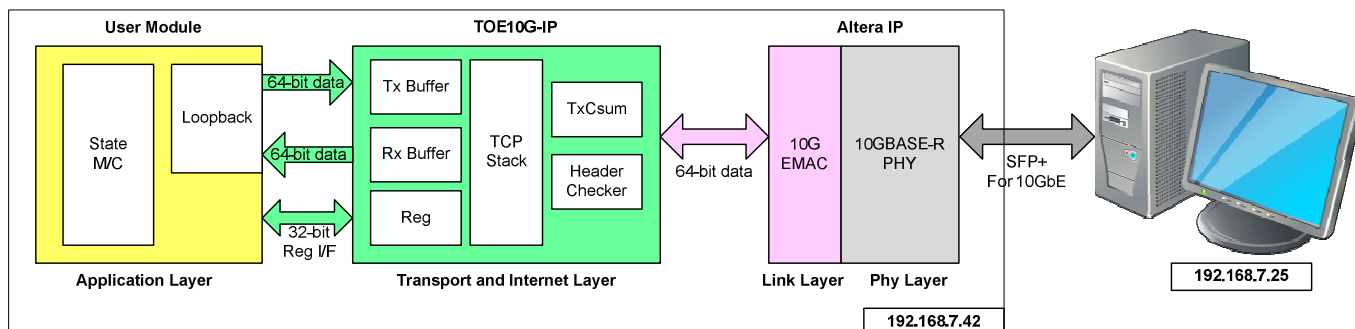 User Module
TOE10G-IP
Altera IP
State
M/C
Loopback
64-bit data
64-bit data
32-bit
Reg I/F
Tx Buffer
Rx Buffer
Reg
TCP
Stack
TxCsum
Header
Checker
64-bit data
10G
EMAC
10GBASE-R
PHY
SFP+
For 10GbE
Application Layer
Transport and Internet Layer
Link Layer
Phy Layer
192.168.7.25
192.168.7.42